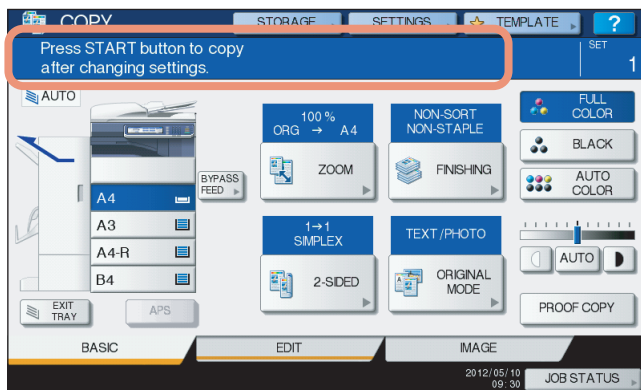 COPY
STORAGE
SETTINGS
TEMPLATE
?
Press START button to copy
after changing settings.
SET
1
AUTO
100 %
ORG → A4
ZOOM
NON-SORT
NON-STAPLE
FINISHING
FULL
COLOR
BLACK
AUTO
COLOR
BYPASS
FEED
A4
A3
A4-R
B4
1→1
SIMPLEX
2-SIDED
TEXT/PHOTO
ORIGINAL
MODE
AUTO
EXIT
TRAY
APS
PROOF COPY
BASIC
EDIT
IMAGE
2012/05/10
09:30
JOB STATUS